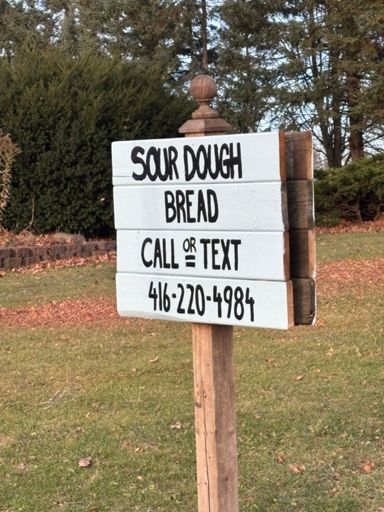 SOUR DOUGH
BREAD
CALL OR TEXT
416-220-4984